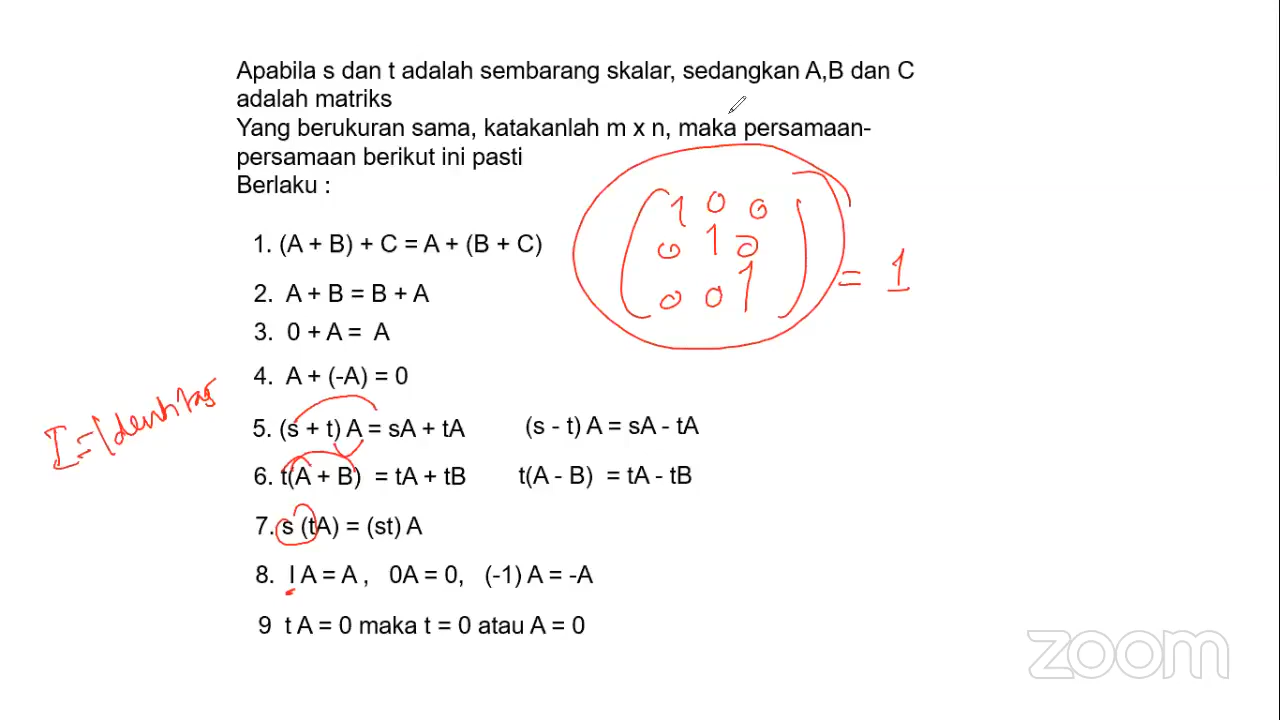 Apabila s dan t adalah sembarang skalar, sedangkan A,B dan C
adalah matriks
Yang berukuran sama, katakanlah m x n, maka persamaan-
persamaan berikut ini pasti
Berlaku :
1 0 0
0 1 0
0 0 1
= 1
1. (A + B) + C = A + (B + C)
2. A + B = B + A
3. 0 + A = A
4. A + (-A) = 0
I = Identitas
5. (s + t) A = sA + tA (s - t) A = sA - tA
6. t(A + B) = tA + tB t(A - B) = tA - tB
7. s (tA) = (st) A
8. I A = A , 0A = 0, (-1) A = -A
9 t A = 0 maka t = 0 atau A = 0
zoom